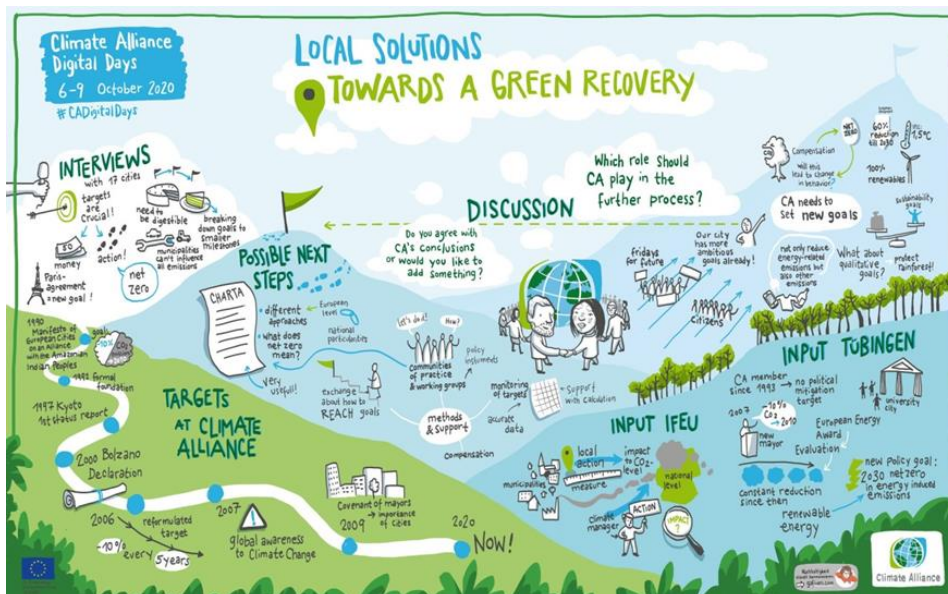 Climate Alliance
Digital Days
6-9 October 2020
#CADigitalDays
LOCAL SOLUTIONS
TOWARDS A GREEN RECOVERY
INTERVIEWS
with 17 cities
targets
are
crucial!
need to
be digestible
breaking
down goals to
smaller
milestones
50
money
action!
municipalities
can't influence
all emissions
Paris-
agreement
=new goal!
net
zero
POSSIBLE NEXT
STEPS
CHARTA
different
approaches
European
level
what does
net zero
mean?
national
particularities
very
useful!
exchange
about how to
REACH goals
let's do it!
How?
communities
of practice
& working groups
policy
instruments
methods
& support
compensation
monitoring
of targets
accurate
data
Support
with calculation
DISCUSSION
Do you agree with
CA's conclusions
or would you like to
add something?
Which role should
CA play in the
further process?
Fridays
for future
Our city
has more
ambitious
goals already!
citizens
Compensation
will this
lead to change
in behavior?
NET
ZERO
60%
reduction
till 2030
1,5°C
100%
renewables
CA needs to
set new goals
sustainability
goals
not only reduce
energy-related
emissions but
also other
emissions
What about
qualitative
goals?
protect
rainforest!
TARGETS
AT CLIMATE
ALLIANCE
1990
Manifesto of
European Cities
on an Alliance
with the Amazonian
Indian Peoples
goal:
CO2
1992 formal
foundation
1997 Kyoto
1st status report
2000 Bolzano
Declaration
2006
reformulated
target
-10%
every
5 years
2007
global awareness
to Climate Change
Covenant of mayors
→ importance
of cities
2009
2020
NOW!
INPUT IFEU
municipalities
local
action
measure
impact
to CO2-
level
national
level
climate
manager
ACTION
IMPACT
?
INPUT TÜBINGEN
CA member
since 1993
→ no political
mitigation
target
university
city
2007
-70%
CO2
new
mayor
European Energy
Award
Evaluation
constant reduction
since then
new Policy goal:
2030 net zero
in energy induced
emissions
renewable
energy
Climate Alliance